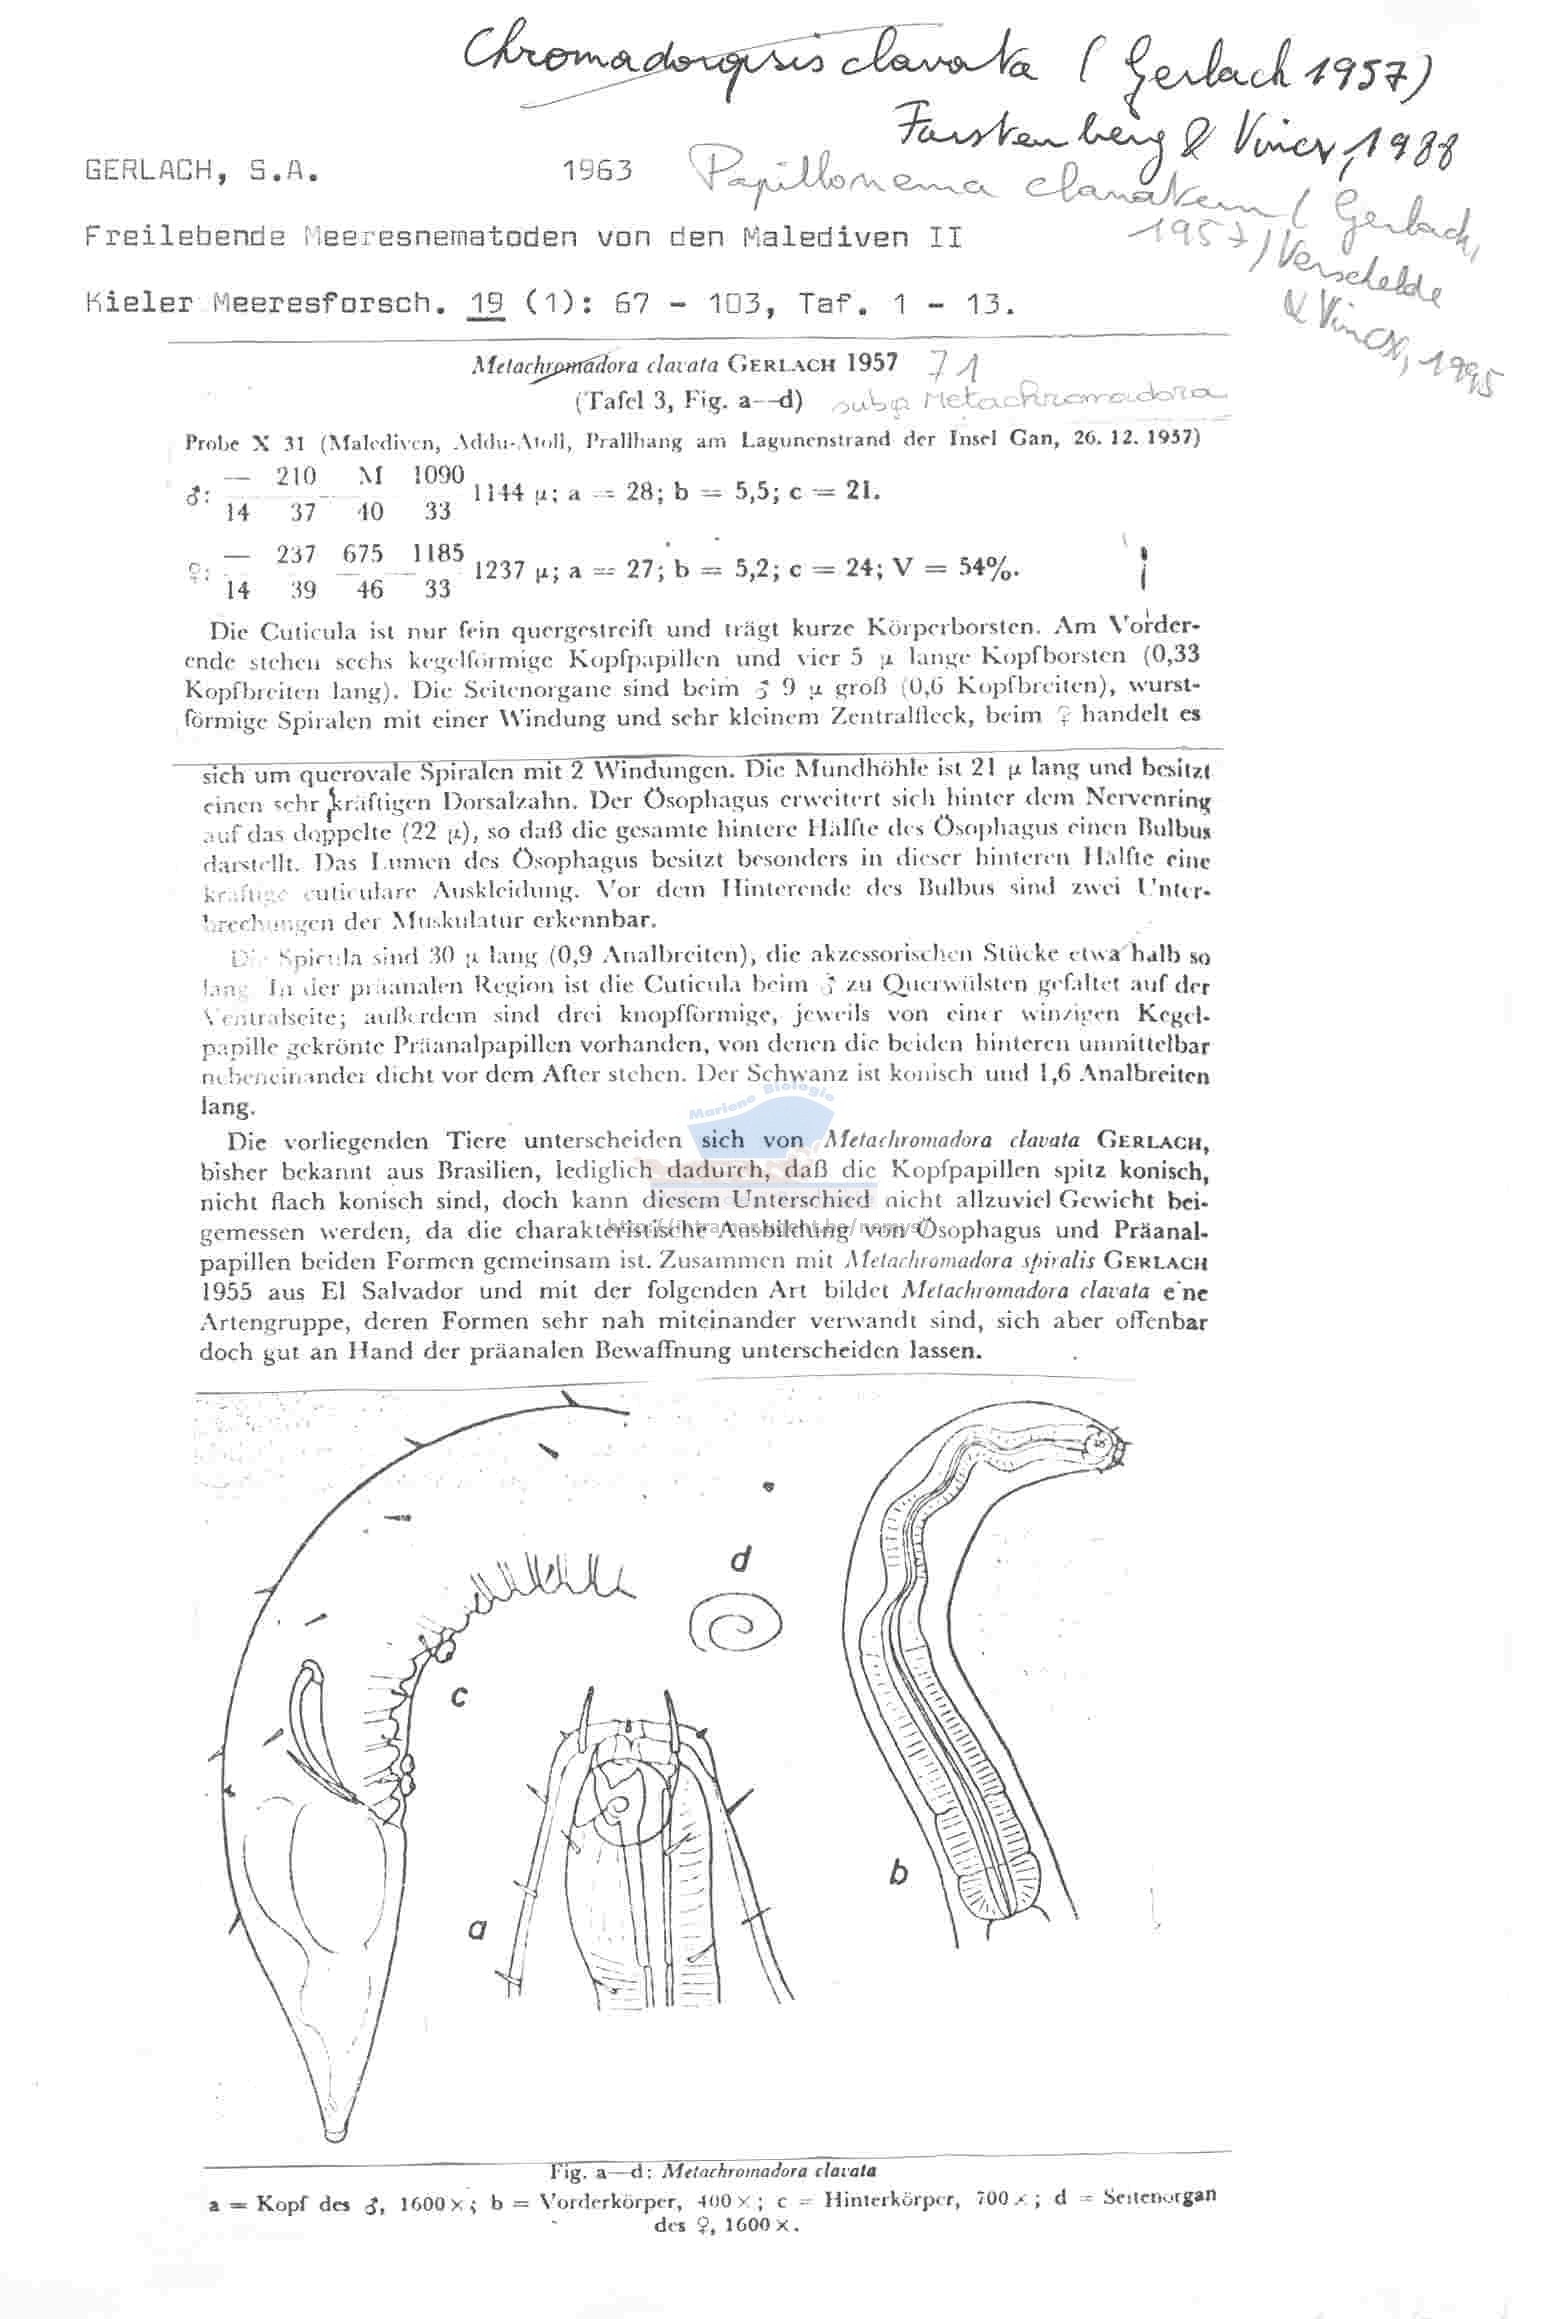 Chromadoropsis clavata (Gerlach 1957)
Furstenberg & Vincx, 1988
GERLACH, S.A. 1963
Papillonema clavatum (Gerlach,
1957) Verschelde
& Vincx, 1995
Freilebende Meeresnematoden von den Malediven II
Kieler Meeresforsch. 19 (1): 67 - 103, Taf. 1 - 13.
Metachromadora clavata GERLACH 1957 71
(Tafel 3, Fig. a--d) subg Metachromadora
Probe X 31 (Malediven, Addu-Atoll, Prallhang am Lagunenstrand der Insel Gan, 26. 12. 1957)
— 210 M 1090
♂: 1144 µ; a = 28; b = 5,5; c = 21.
14 37 40 33
— 237 675 1185
♀: 1237 µ; a = 27; b = 5,2; c = 24; V = 54%.
14 39 46 33
Die Cuticula ist nur fein quergestreift und trägt kurze Körperborsten. Am Vorder-
ende stehen sechs kegelförmige Kopfpapillen und vier 5 µ lange Kopfborsten (0,33
Kopfbreiten lang). Die Seitenorgane sind beim ♂ 9 µ groß (0,6 Kopfbreiten), wurst-
förmige Spiralen mit einer Windung und sehr kleinem Zentralfleck, beim ♀ handelt es
sich um querovale Spiralen mit 2 Windungen. Die Mundhöhle ist 21 µ lang und besitzt
einen sehr kräftigen Dorsalzahn. Der Ösophagus erweitert sich hinter dem Nervenring
auf das doppelte (22 µ), so daß die gesamte hintere Hälfte des Ösophagus einen Bulbus
darstellt. Das Lumen des Ösophagus besitzt besonders in dieser hinteren Hälfte eine
kräftige cuticulare Auskleidung. Vor dem Hinterende des Bulbus sind zwei Unter-
brechungen der Muskulatur erkennbar.
Die Spicula sind 30 µ lang (0,9 Analbreiten), die akzessorischen Stücke etwa halb so
lang. In der präanalen Region ist die Cuticula beim ♂ zu Querwülsten gefaltet auf der
Ventralseite; außerdem sind drei knopfförmige, jeweils von einer winzigen Kegel-
papille gekrönte Präanalpapillen vorhanden, von denen die beiden hinteren unmittelbar
nebeneinander dicht vor dem After stehen. Der Schwanz ist konisch und 1,6 Analbreiten
lang.
Marine Biologie
Die vorliegenden Tiere unterscheiden sich von Metachromadora clavata GERLACH,
bisher bekannt aus Brasilien, lediglich dadurch, daß die Kopfpapillen spitz konisch,
nicht flach konisch sind, doch kann diesem Unterschied nicht allzuviel Gewicht bei-
gemessen werden, da die charakteristische Ausbildung von Ösophagus und Präanal-
papillen beiden Formen gemeinsam ist. Zusammen mit Metachromadora spiralis GERLACH
1955 aus El Salvador und mit der folgenden Art bildet Metachromadora clavata e ne
Artengruppe, deren Formen sehr nah miteinander verwandt sind, sich aber offenbar
doch gut an Hand der präanalen Bewaffnung unterscheiden lassen.
d
c
b
a
Fig. a—d: Metachromadora clavata
a = Kopf des ♂, 1600×; b = Vorderkörper, 400×; c = Hinterkörper, 700×; d = Seitenorgan
des ♀, 1600×.